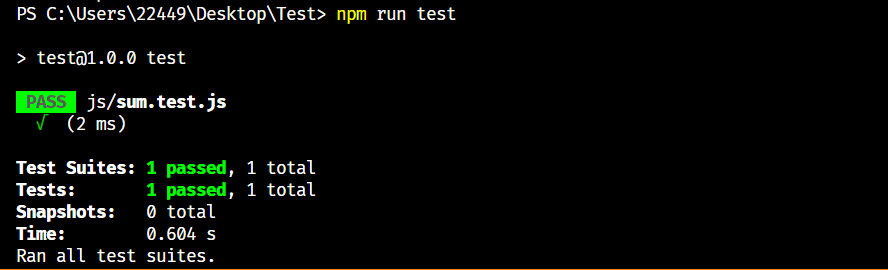 PS C:\Users\22449\Desktop\Test> npm run test
> test@1.0.0 test
PASS js/sum.test.js
√ (2 ms)
Test Suites: 1 passed, 1 total
Tests: 1 passed, 1 total
Snapshots: 0 total
Time: 0.604 s
Ran all test suites.